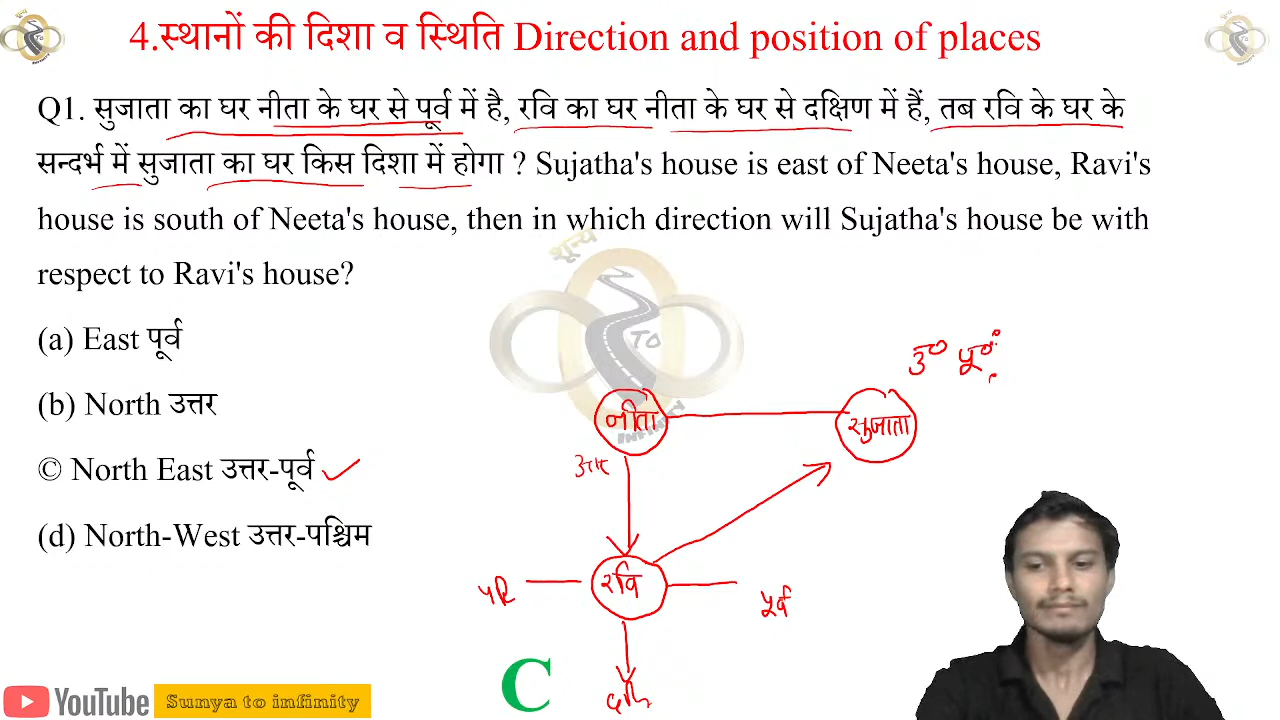 4.स्थानों की दिशा व स्थिति Direction and position of places
Q1. सुजाता का घर नीता के घर से पूर्व में है, रवि का घर नीता के घर से दक्षिण में हैं, तब रवि के घर के
सन्दर्भ में सुजाता का घर किस दिशा में होगा ? Sujatha's house is east of Neeta's house, Ravi's
house is south of Neeta's house, then in which direction will Sujatha's house be with
respect to Ravi's house?
शून्य
(a) East पूर्व
TO
उ० पूर्व
(b) North उत्तर
नीता
सुजाता
INFINITY
© North East उत्तर-पूर्व
(d) North-West उत्तर-पश्चिम
रवि
पूर्व
C
YouTube
Sunya to infinity